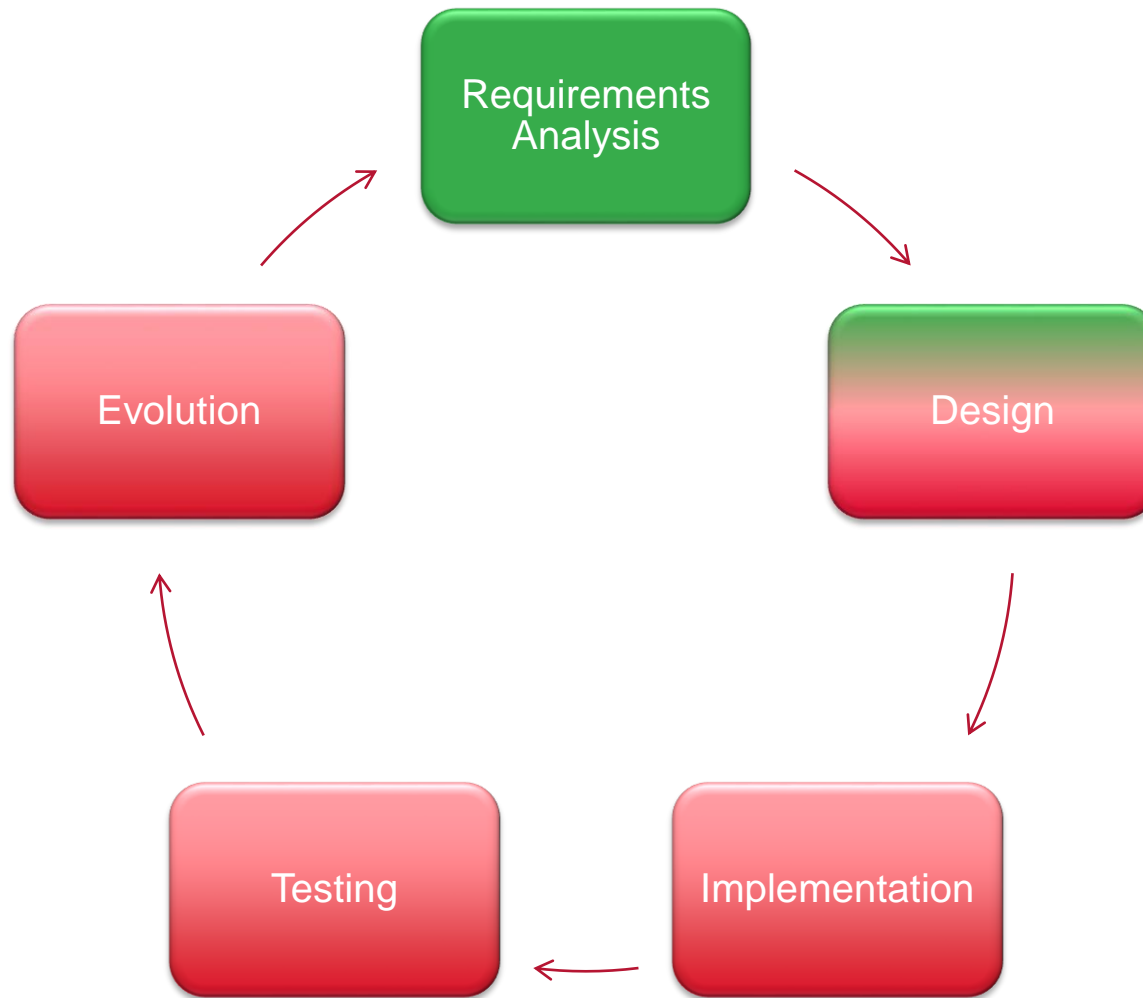 Requirements
Analysis
Evolution
Design
Testing
Implementation